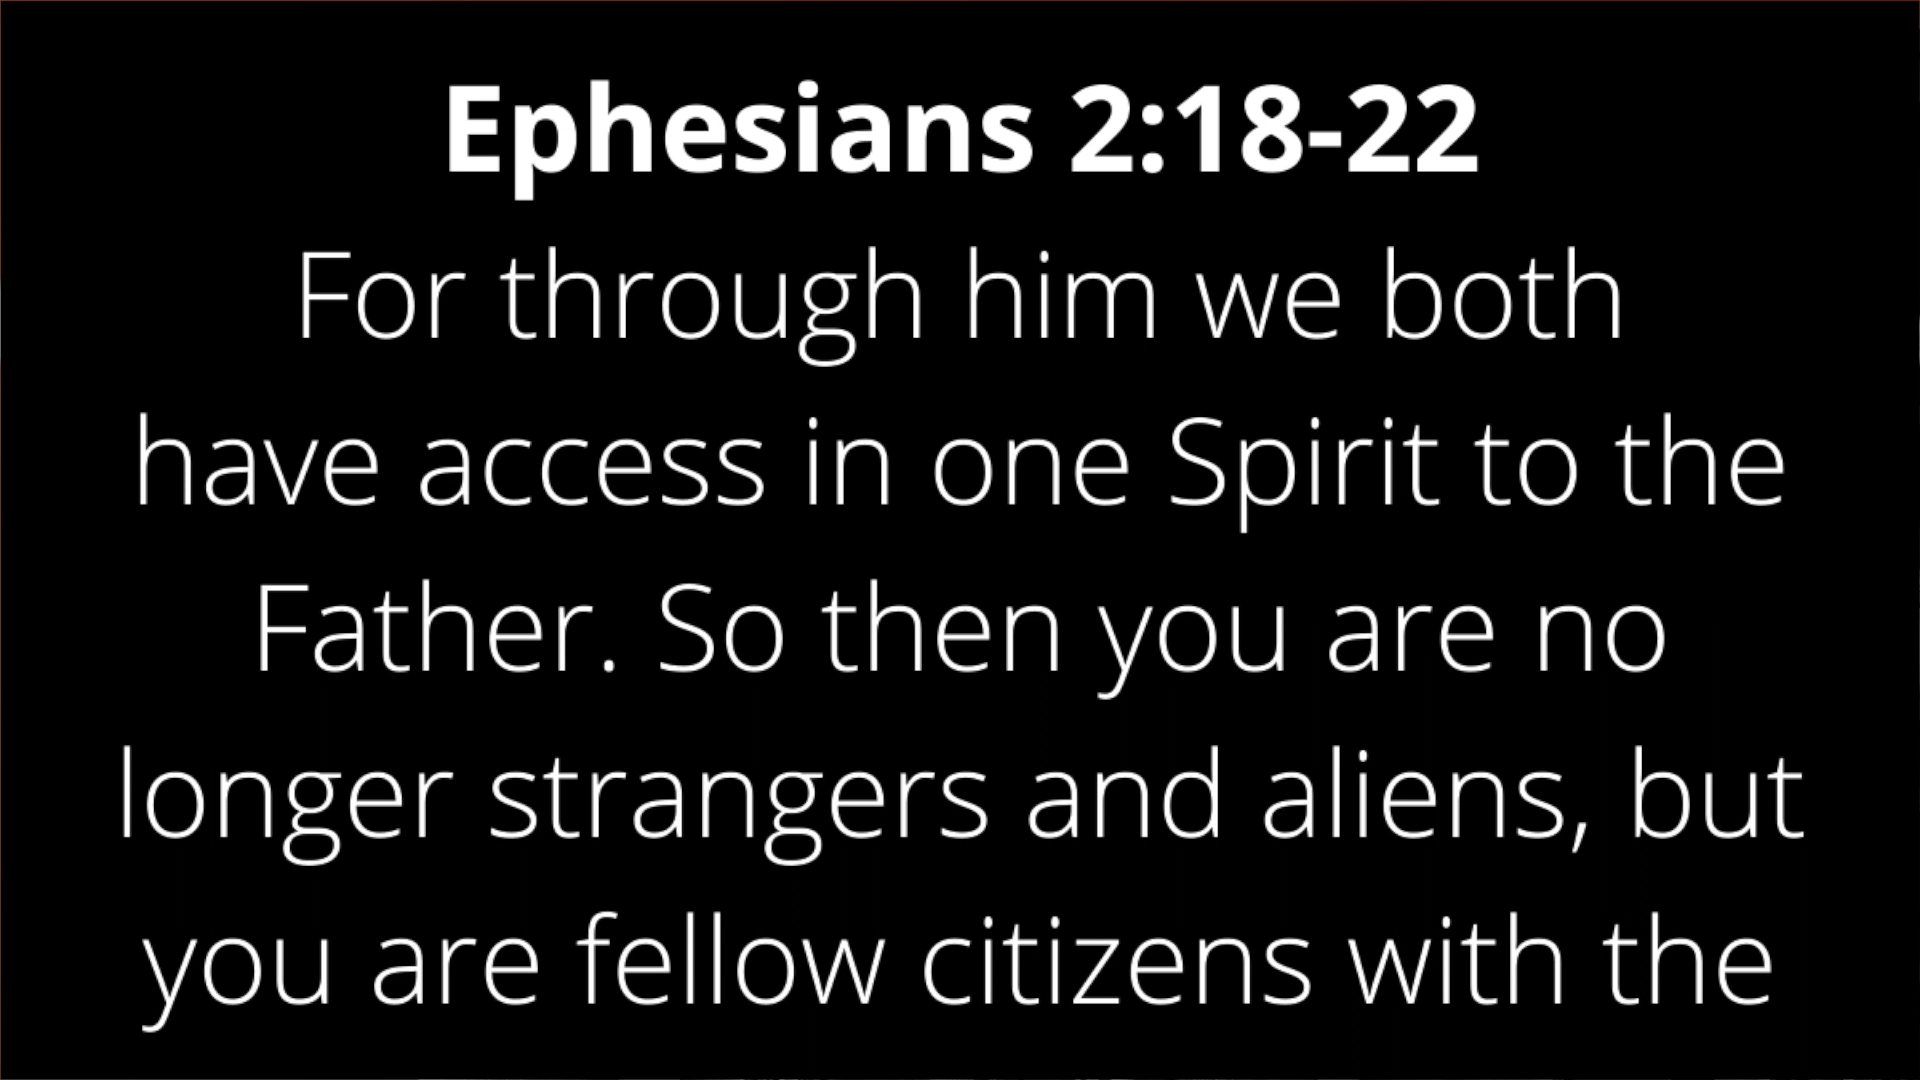 Ephesians 2:18-22
For through him we both
have access in one Spirit to the
Father. So then you are no
longer strangers and aliens, but
you are fellow citizens with the